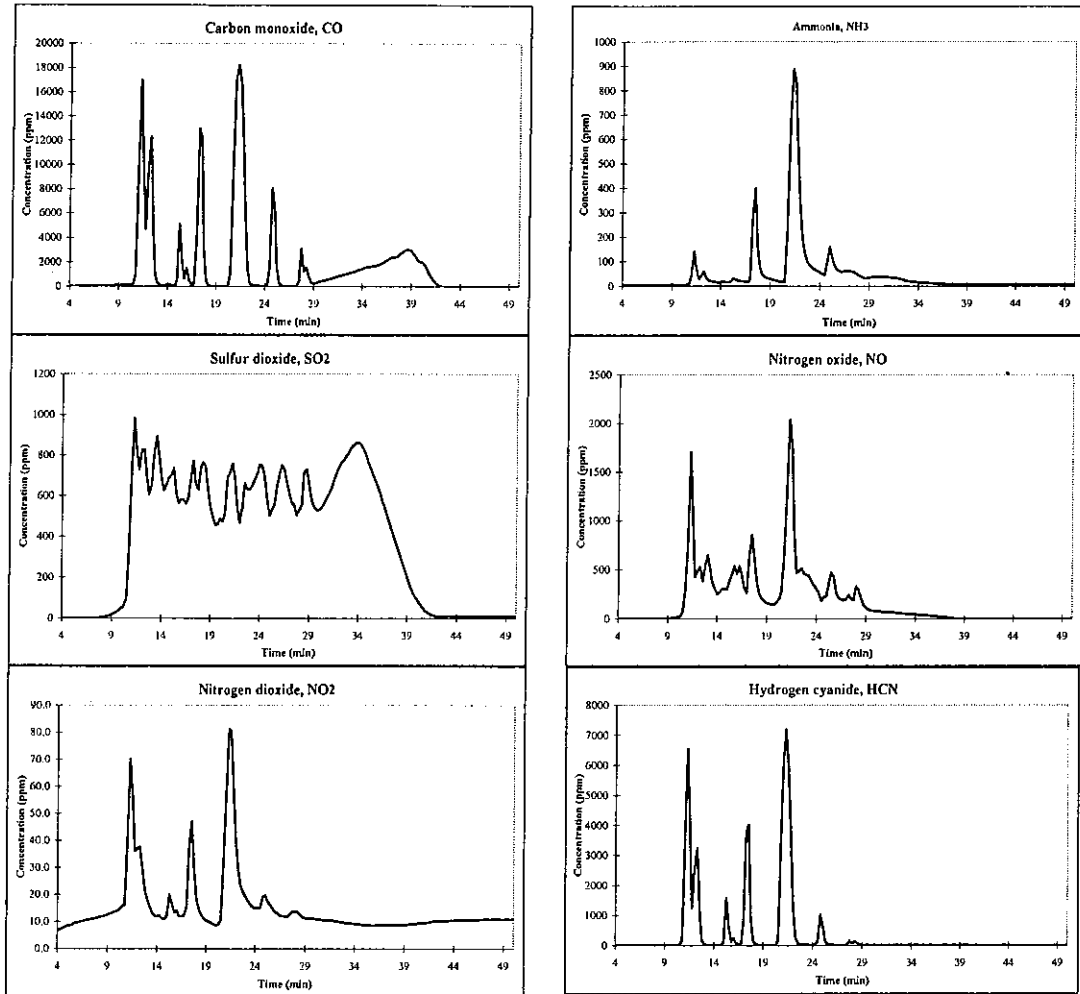 Carbon monoxide, CO
Concentration (ppm)
20000
18000
16000
14000
12000
10000
8000
6000
4000
2000
0
4 9 14 19 24 29 34 39 44 49
Time (min)
Ammonia, NH3
Concentration (ppm)
1000
900
800
700
600
500
400
300
200
100
0
4 9 14 19 24 29 34 39 44 49
Time (min)
Sulfur dioxide, SO2
Concentration (ppm)
1200
1000
800
600
400
200
0
4 9 14 19 24 29 34 39 44 49
Time (min)
Nitrogen oxide, NO
Concentration (ppm)
2500
2000
1500
1000
500
0
4 9 14 19 24 29 34 39 44 49
Time (min)
Nitrogen dioxide, NO2
Concentration (ppm)
90.0
80.0
70.0
60.0
50.0
40.0
30.0
20.0
10.0
0,0
4 9 14 19 24 29 34 39 44 49
Time (min)
Hydrogen cyanide, HCN
Concentration (ppm)
8000
7000
6000
5000
4000
3000
2000
1000
0
4 9 14 19 24 29 34 39 44 49
Time (min)